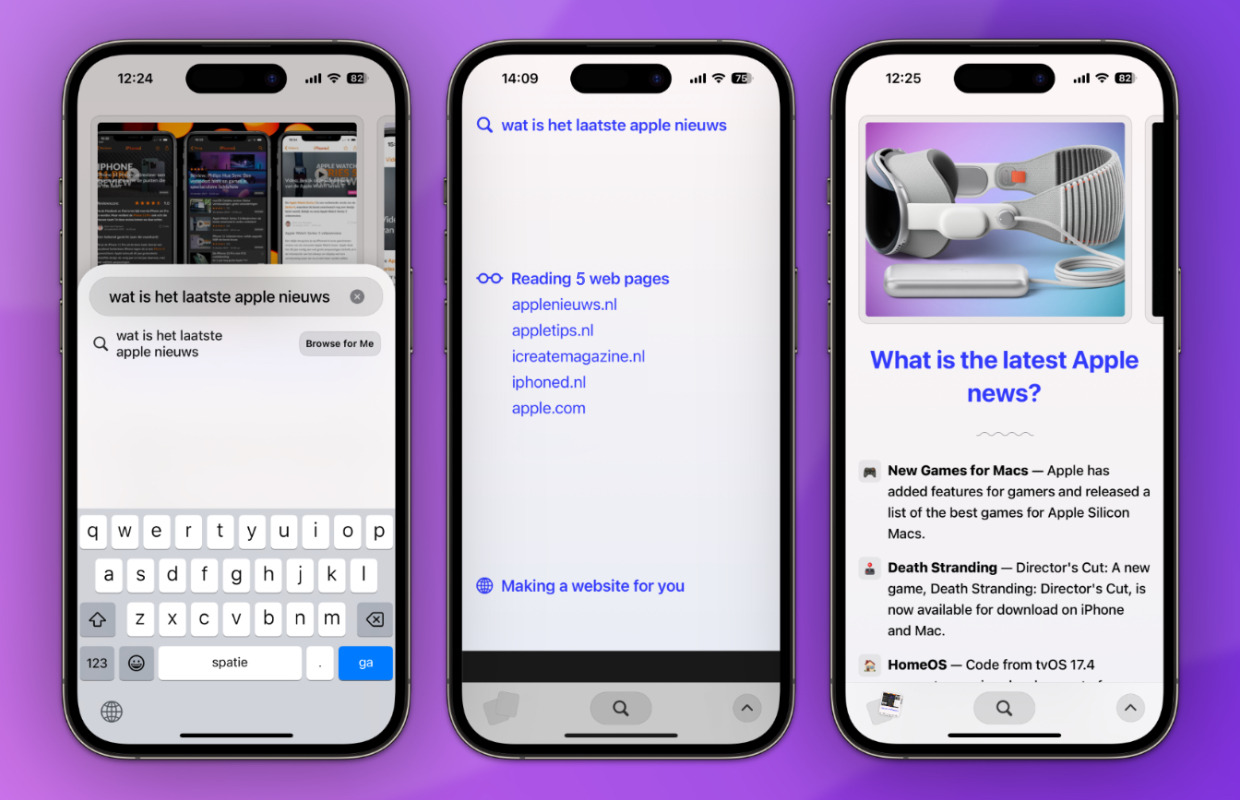 12:24
82
IPHONE
REVIEW
APPLE WATCH
wat is het laatste apple nieuws
wat is het laatste
apple nieuws
Browse for Me
q w e r t y u i o p
a s d f g h j k l
z x c v b n m
123
spatie
.
ga
14:09
75
wat is het laatste apple nieuws
Reading 5 web pages
applenieuws.nl
appletips.nl
icreatemagazine.nl
iphoned.nl
apple.com
Making a website for you
12:25
82
What is the latest Apple
news?
New Games for Macs — Apple has
added features for gamers and released a
list of the best games for Apple Silicon
Macs.
Death Stranding — Director's Cut: A new
game, Death Stranding: Director's Cut, is
now available for download on iPhone
and Mac.
HomeOS — Code from tvOS 17.4